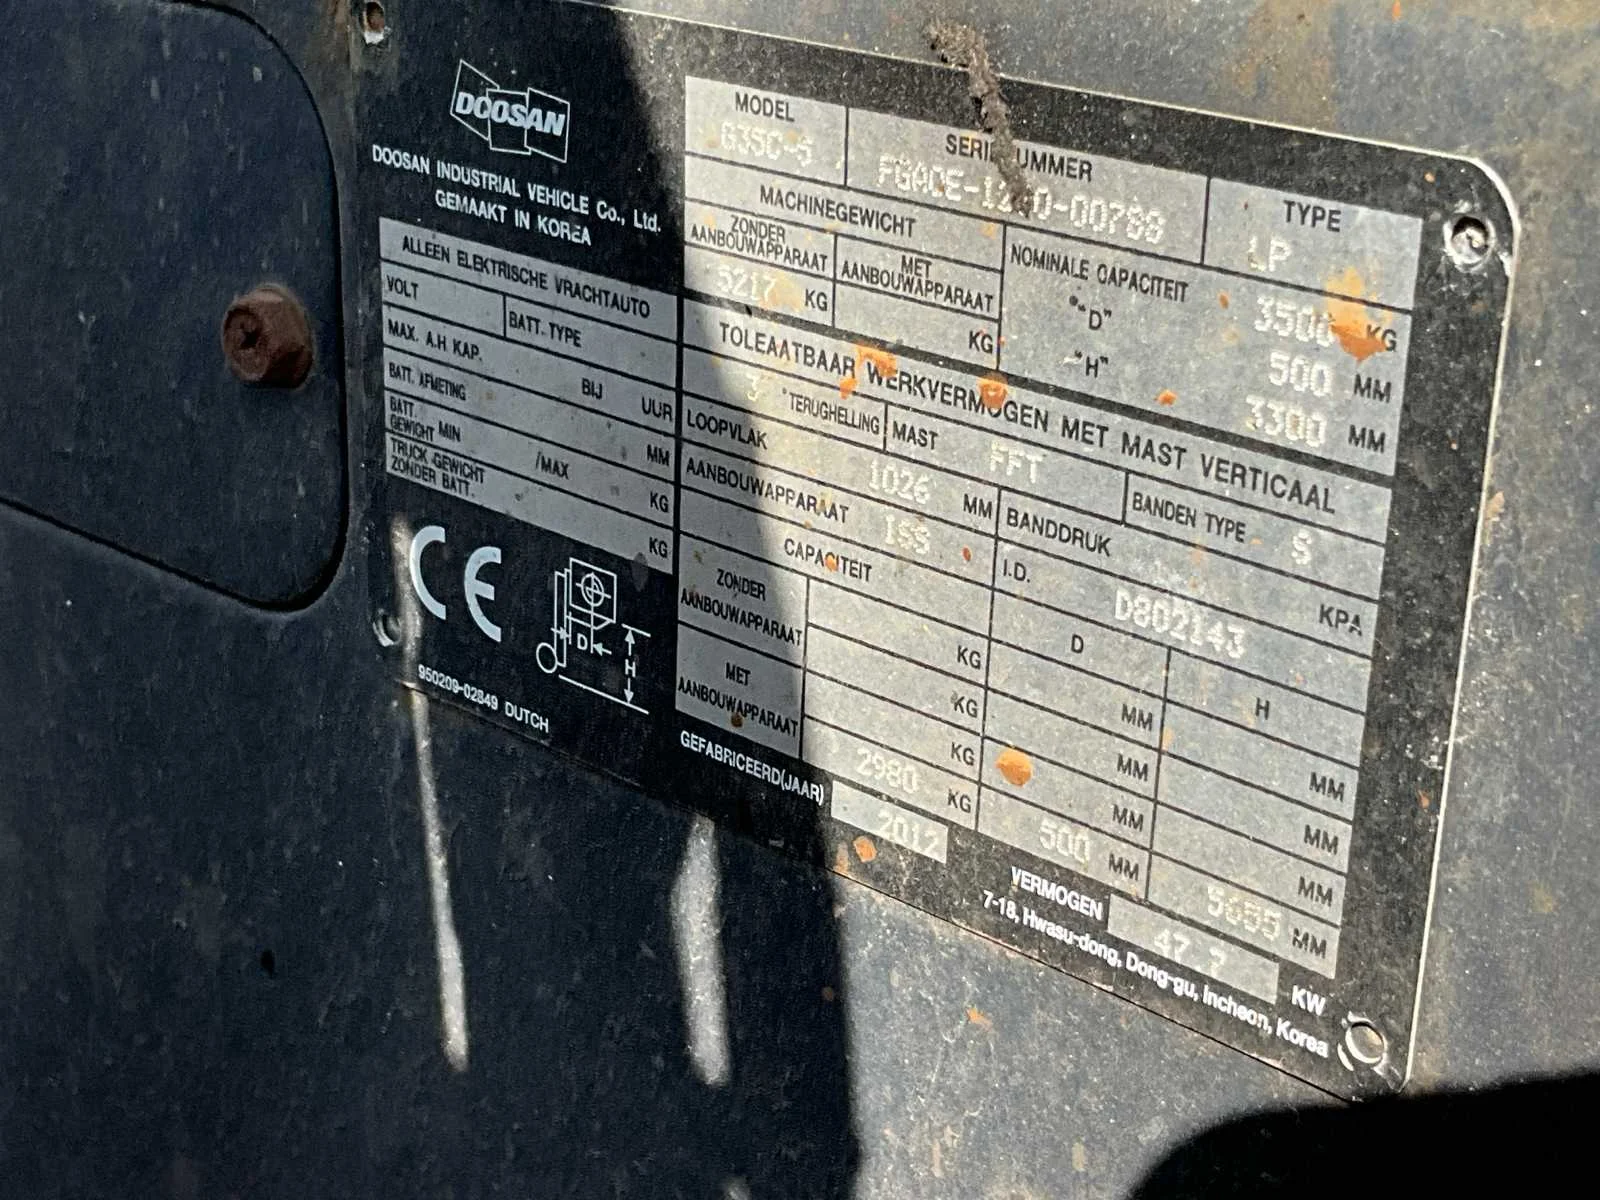 DOOSAN
DOOSAN INDUSTRIAL VEHICLE Co., Ltd.
GEMAAKT IN KOREA
ALLEEN ELEKTRISCHE VRACHTAUTO
VOLT
BATT. TYPE
MAX. A.H KAP.
BIJ UUR
BATT. AFMETING
MM
BATT. GEWICHT MIN /MAX KG
TRUCK GEWICHT ZONDER BATT.
KG
CE
D
H
950209-02849 DUTCH
MODEL
G35C-5
SERIENUMMER
TYPE
LP
MACHINEGEWICHT
ZONDER AANBOUWAPPARAAT
5217 KG
MET AANBOUWAPPARAAT
KG
NOMINALE CAPACITEIT 3500 KG
"D" 500 MM
"H" 3300 MM
TOLEAATBAAR WERKVERMOGEN MET MAST VERTICAAL
°TERUGHELLING
MAST FFT
BANDEN TYPE S
LOOPVLAK 1026 MM
BANDDRUK KPA
AANBOUWAPPARAAT ISS
I.D. D802143
CAPACITEIT
D
H
ZONDER AANBOUWAPPARAAT
KG MM MM
KG MM MM
MET AANBOUWAPPARAAT
KG MM MM
2980 KG 500 MM MM
GEFABRICEERD(JAAR) 2012
VERMOGEN 47.7 KW
7-18, Hwasu-dong, Dong-gu, Incheon, Korea